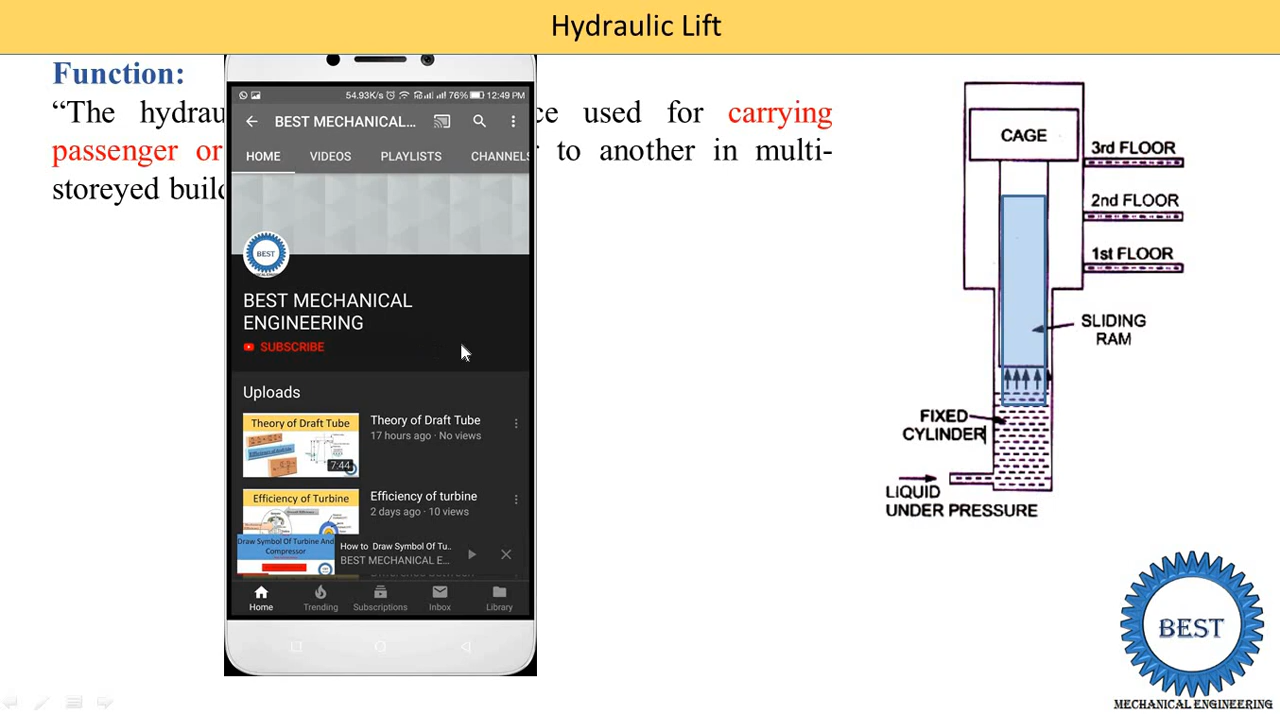 Hydraulic Lift
Function:
“The hydrau ce used for carrying
passenger or r to another in multi-
storeyed build
54.93K/s 76% 12:49 PM
BEST MECHANICAL...
HOME VIDEOS PLAYLISTS CHANNELS
BEST
BEST MECHANICAL
ENGINEERING
SUBSCRIBE
Uploads
Theory of Draft Tube
7:44
Theory of Draft Tube
17 hours ago · No views
Efficiency of Turbine
Efficiency of turbine
2 days ago · 10 views
Draw Symbol Of Turbine And
Compressor
How to Draw Symbol Of Tu..
BEST MECHANICAL E...
Home Trending Subscriptions Inbox Library
CAGE
3rd FLOOR
2nd FLOOR
1st FLOOR
SLIDING
RAM
FIXED
CYLINDER
LIQUID
UNDER PRESSURE
BEST
MECHANICAL ENGINEERING